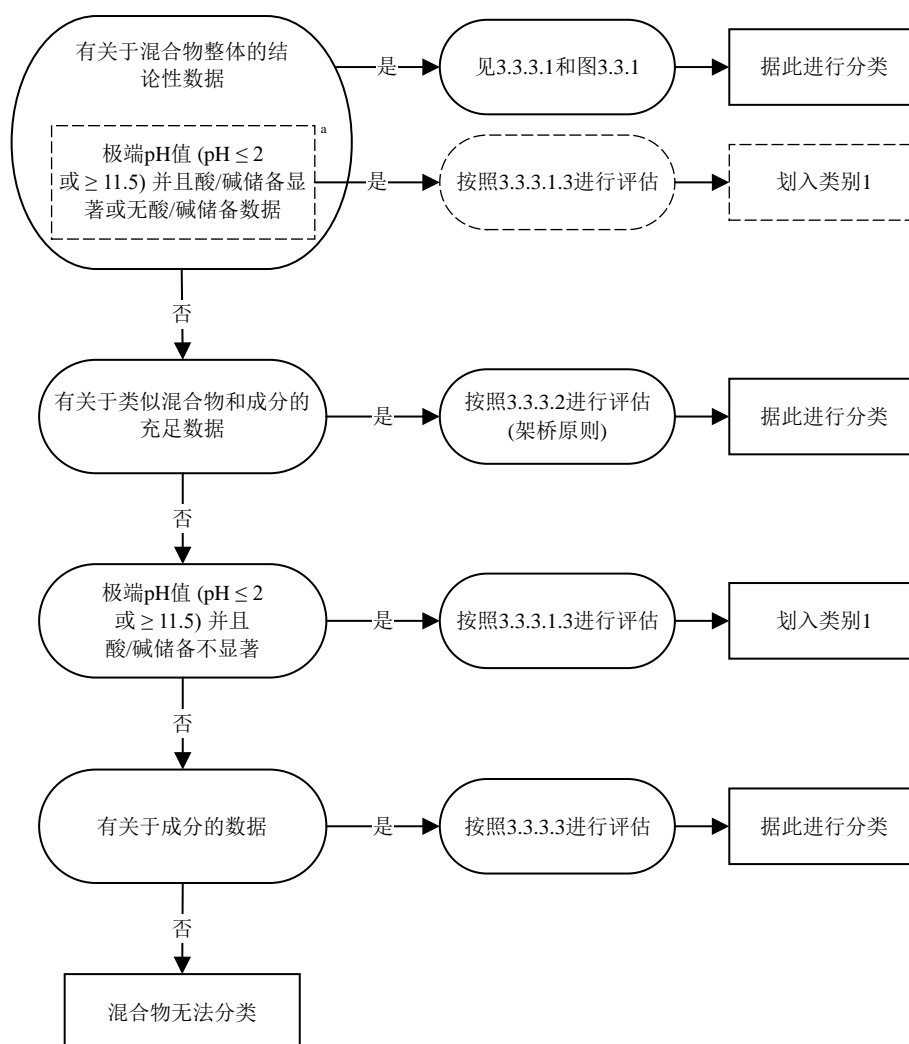 有关于混合物整体的结
论性数据
是
见3.3.3.1和图3.3.1
据此进行分类
a
极端pH值 (pH ≤ 2
或 ≥ 11.5) 并且酸/碱储备显
著或无酸/碱储备数据
是
按照3.3.3.1.3进行评估
划入类别1
否
有关于类似混合物和成分的
充足数据
是
按照3.3.3.2进行评估
(架桥原则)
据此进行分类
否
极端pH值 (pH ≤ 2
或 ≥ 11.5) 并且
酸/碱储备不显著
是
按照3.3.3.1.3进行评估
划入类别1
否
有关于成分的数据
是
按照3.3.3.3进行评估
据此进行分类
否
混合物无法分类